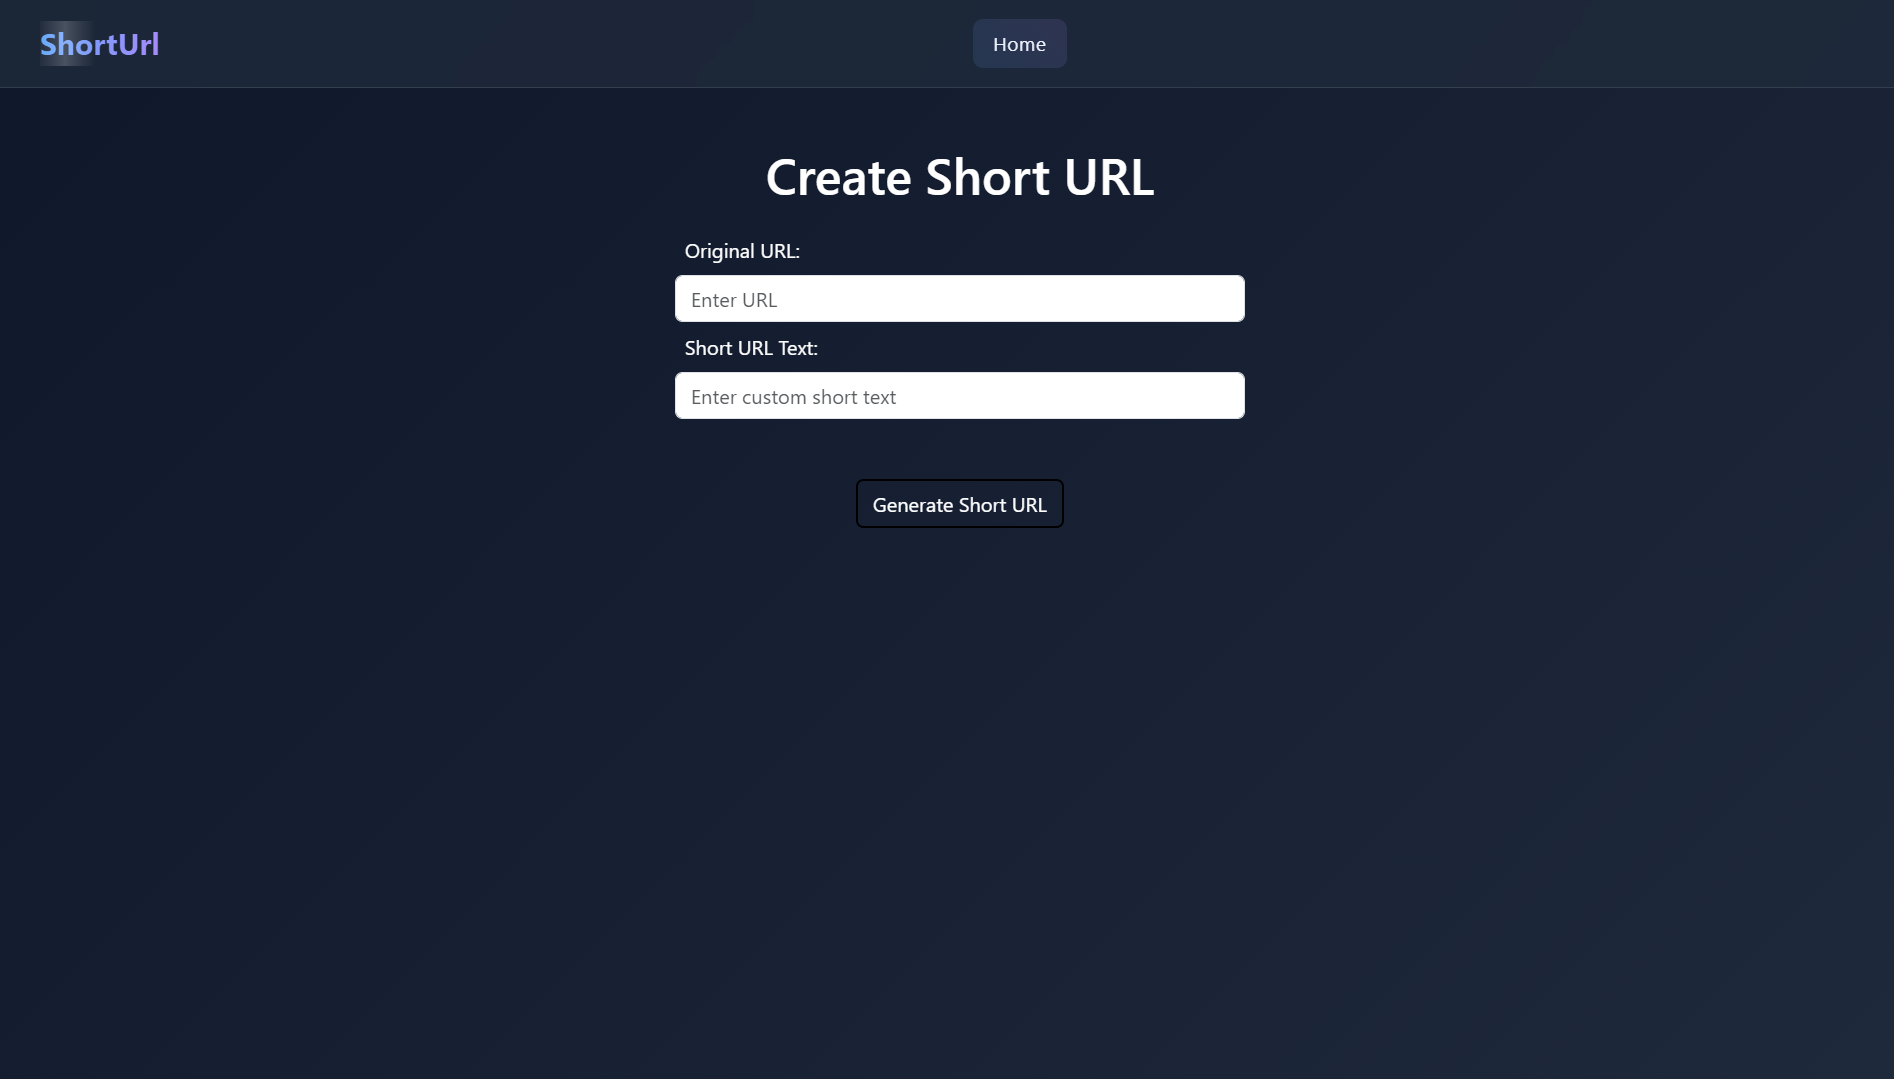 ShortUrl
Home
Create Short URL
Original URL:
Enter URL
Short URL Text:
Enter custom short text
Generate Short URL